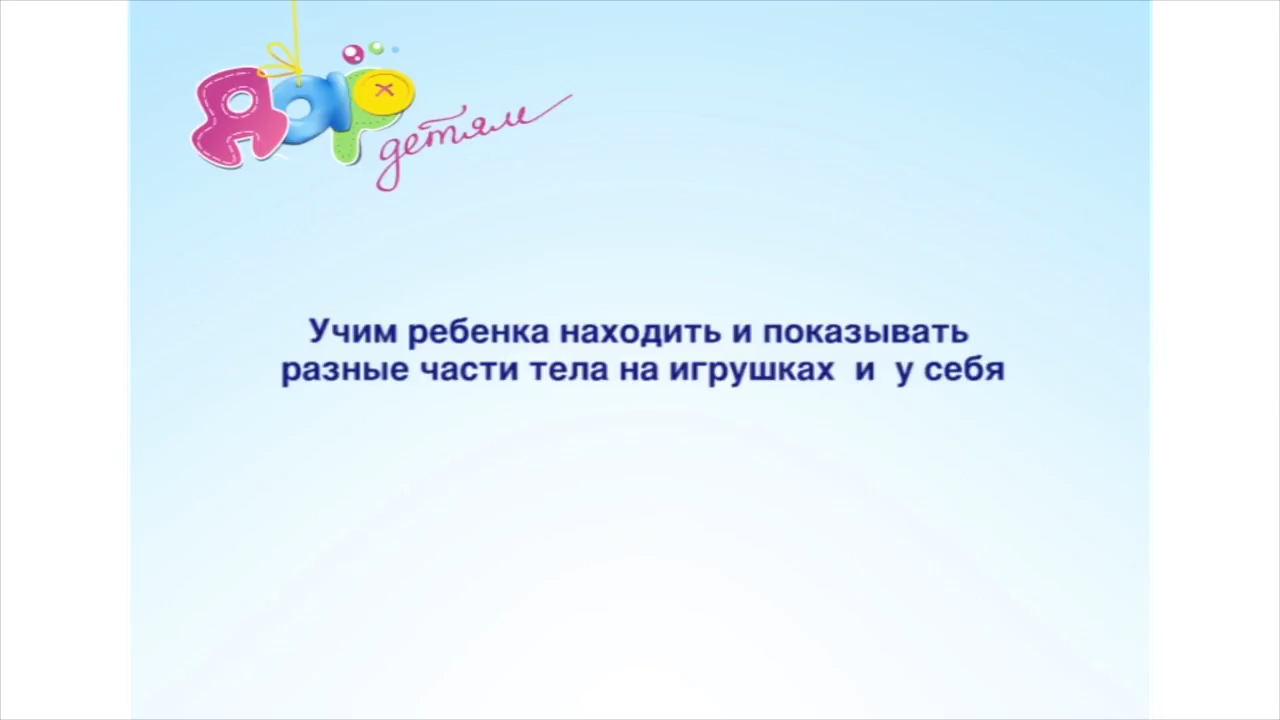 Дар
детям
Учим ребенка находить и показывать
разные части тела на игрушках и у себя